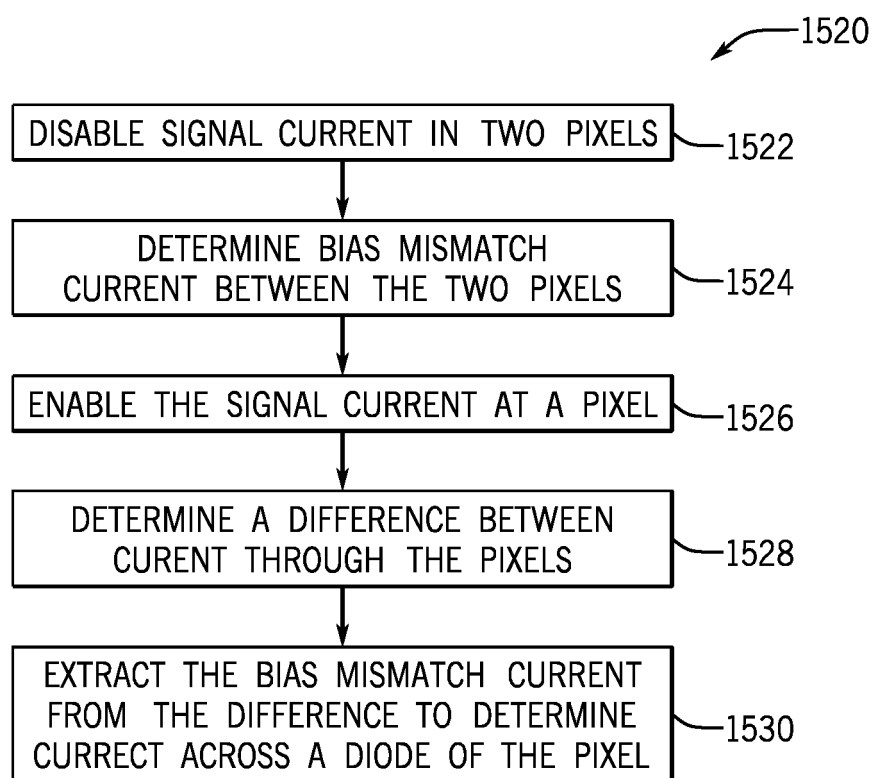 1520
DISABLE SIGNAL CURRENT IN TWO PIXELS
1522
DETERMINE BIAS MISMATCH
CURRENT BETWEEN THE TWO PIXELS
1524
ENABLE THE SIGNAL CURRENT AT A PIXEL
1526
DETERMINE A DIFFERENCE BETWEEN
CURENT THROUGH THE PIXELS
1528
EXTRACT THE BIAS MISMATCH CURRENT
FROM THE DIFFERENCE TO DETERMINE
CURRECT ACROSS A DIODE OF THE PIXEL
1530